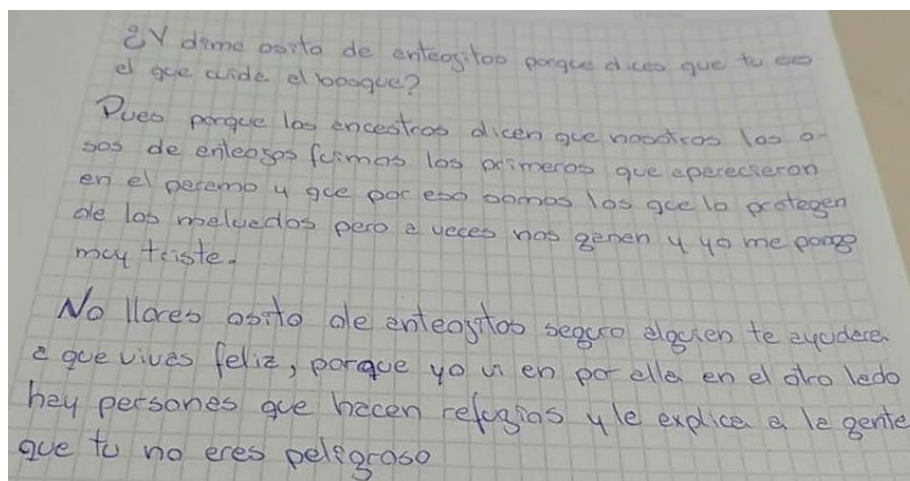 ¿Y dime osito de anteojitos porque dices que tu eres
el que cuida el bosque?
Pues porque los ancestros dicen que nosotros los o-
sos de anteojos fuimos los primeros que aparecieron
en el paramo y que por eso somos los que lo protegen
de los malvados pero a veces nos ganan y yo me pongo
muy triste.
No llores osito de anteojitos seguro alguien te ayudara
a que vivas feliz, porque yo vi en por alla en el otro lado
hay personas que hacen refugios y le explica a la gente
que tu no eres peligroso